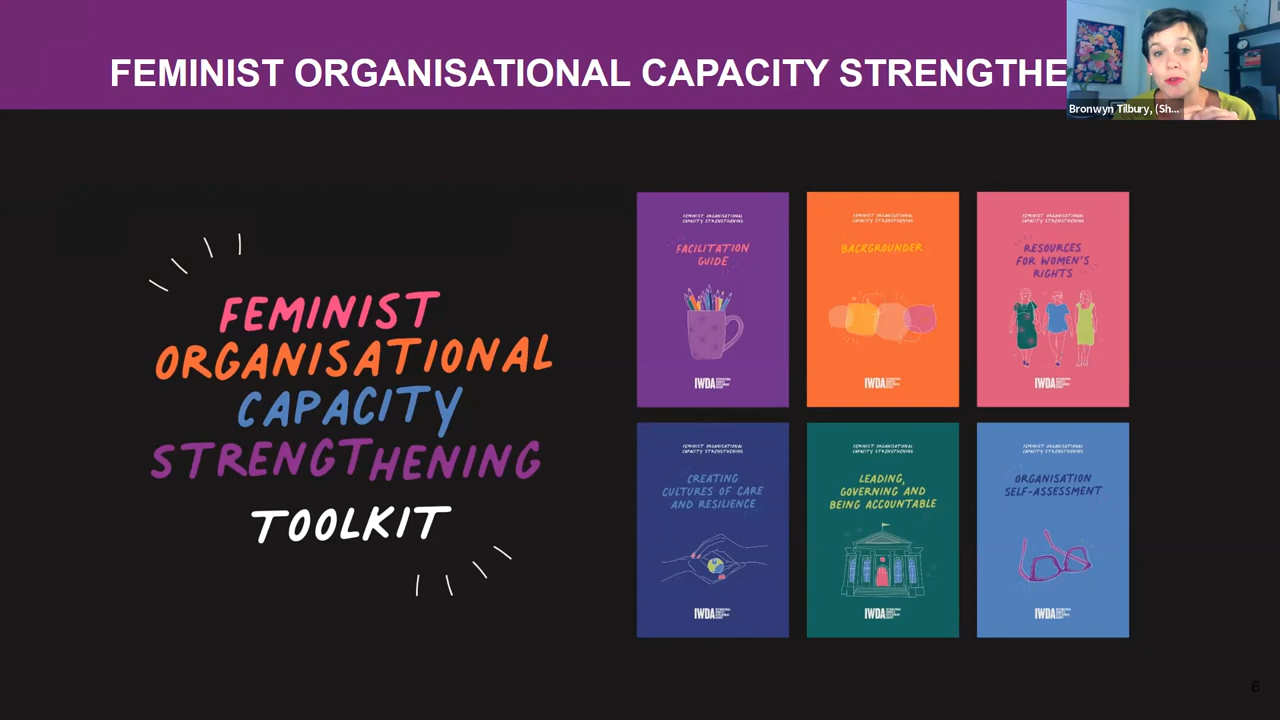 FEMINIST ORGANISATIONAL CAPACITY STRENGTHE
Bronwyn Tilbury, (Sh...
FEMINIST
ORGANISATIONAL
CAPACITY
STRENGTHENING
TOOLKIT
FEMINIST ORGANISATIONAL
CAPACITY STRENGTHENING
FACILITATION
GUIDE
IWDA
FEMINIST ORGANISATIONAL
CAPACITY STRENGTHENING
BACKGROUNDER
IWDA
FEMINIST ORGANISATIONAL
CAPACITY STRENGTHENING
RESOURCES
FOR WOMEN'S
RIGHTS
IWDA
FEMINIST ORGANISATIONAL
CAPACITY STRENGTHENING
CREATING
CULTURES OF CARE
AND RESILIENCE
IWDA
FEMINIST ORGANISATIONAL
CAPACITY STRENGTHENING
LEADING,
GOVERNING AND
BEING ACCOUNTABLE
IWDA
FEMINIST ORGANISATIONAL
CAPACITY STRENGTHENING
ORGANISATION
SELF-ASSESSMENT
IWDA
6